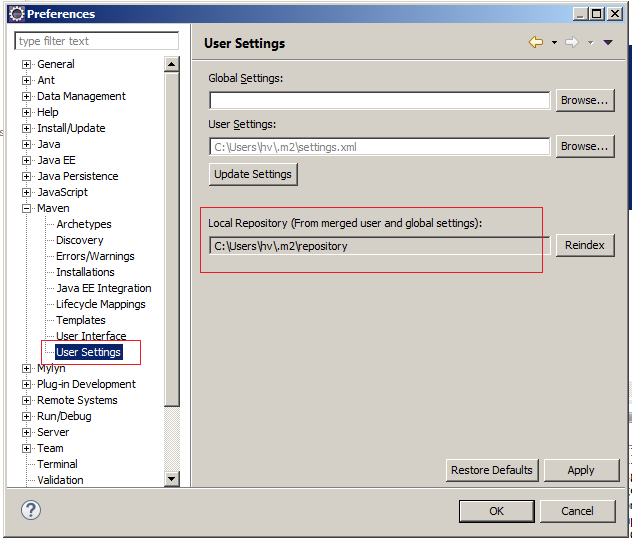 Preferences
type filter text
General
Ant
Data Management
Help
Install/Update
Java
Java EE
Java Persistence
JavaScript
Maven
Archetypes
Discovery
Errors/Warnings
Installations
Java EE Integration
Lifecycle Mappings
Templates
User Interface
User Settings
Mylyn
Plug-in Development
Remote Systems
Run/Debug
Server
Team
Terminal
Validation
User Settings
Global Settings:
Browse...
User Settings:
C:\Users\hv\.m2\settings.xml
Browse...
Update Settings
Local Repository (From merged user and global settings):
C:\Users\hv\.m2\repository
Reindex
Restore Defaults
Apply
?
OK
Cancel